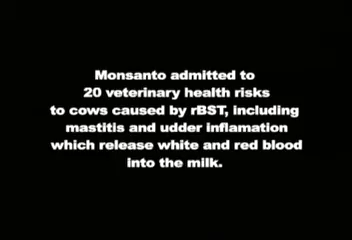 Monsanto admitted to
20 veterinary health risks
to cows caused by rBST, including
mastitis and udder inflamation
which release white and red blood
into the milk.